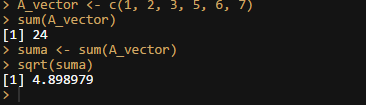 > A_vector <- c(1, 2, 3, 5, 6, 7)
> sum(A_vector)
[1] 24
> suma <- sum(A_vector)
> sqrt(suma)
[1] 4.898979
>